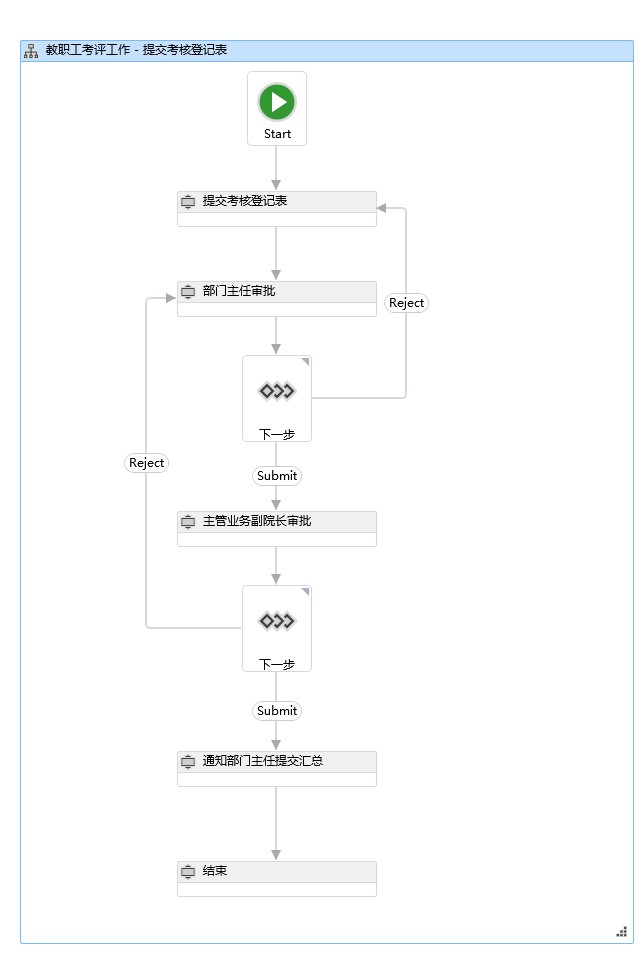 教职工考评工作 - 提交考核登记表
Start
提交考核登记表
部门主任审批
Reject
下一步
Reject
Submit
主管业务副院长审批
下一步
Submit
通知部门主任提交汇总
结束